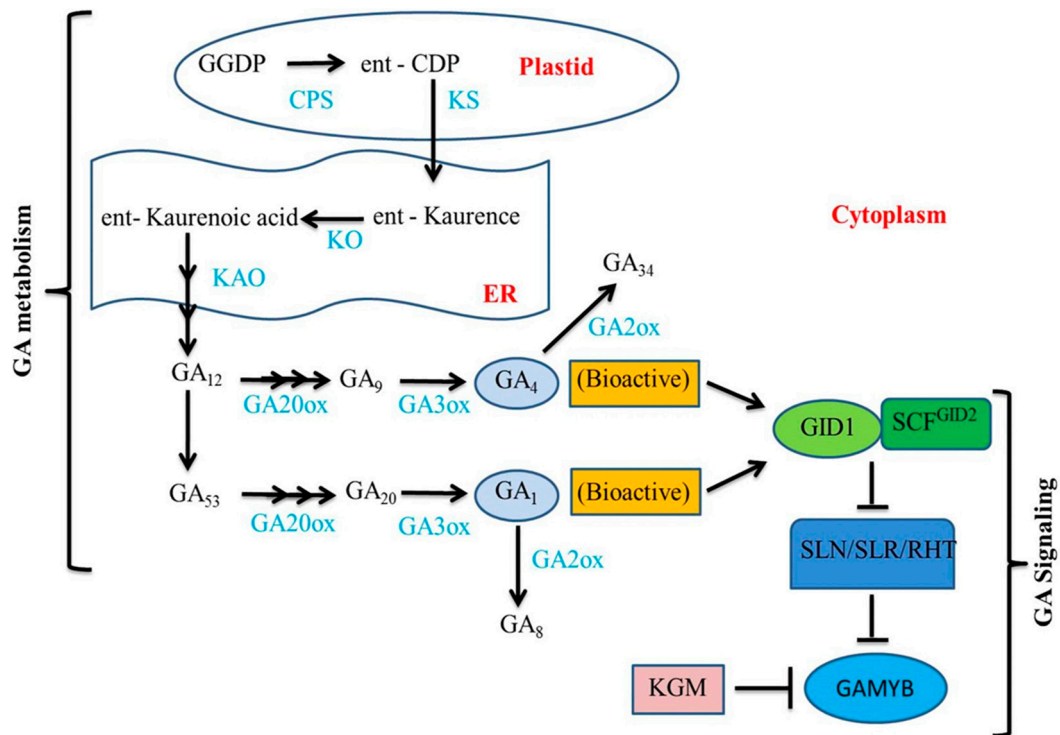 GGDP
ent - CDP
Plastid
CPS
KS
ent- Kaurenoic acid
ent - Kaurence
KO
KAO
ER
Cytoplasm
GA metabolism
GA34
GA2ox
GA12
GA20ox
GA9
GA3ox
GA4
(Bioactive)
GID1
SCFGID2
GA53
GA20ox
GA20
GA3ox
GA1
(Bioactive)
GA2ox
GA8
SLN/SLR/RHT
KGM
GAMYB
GA Signaling